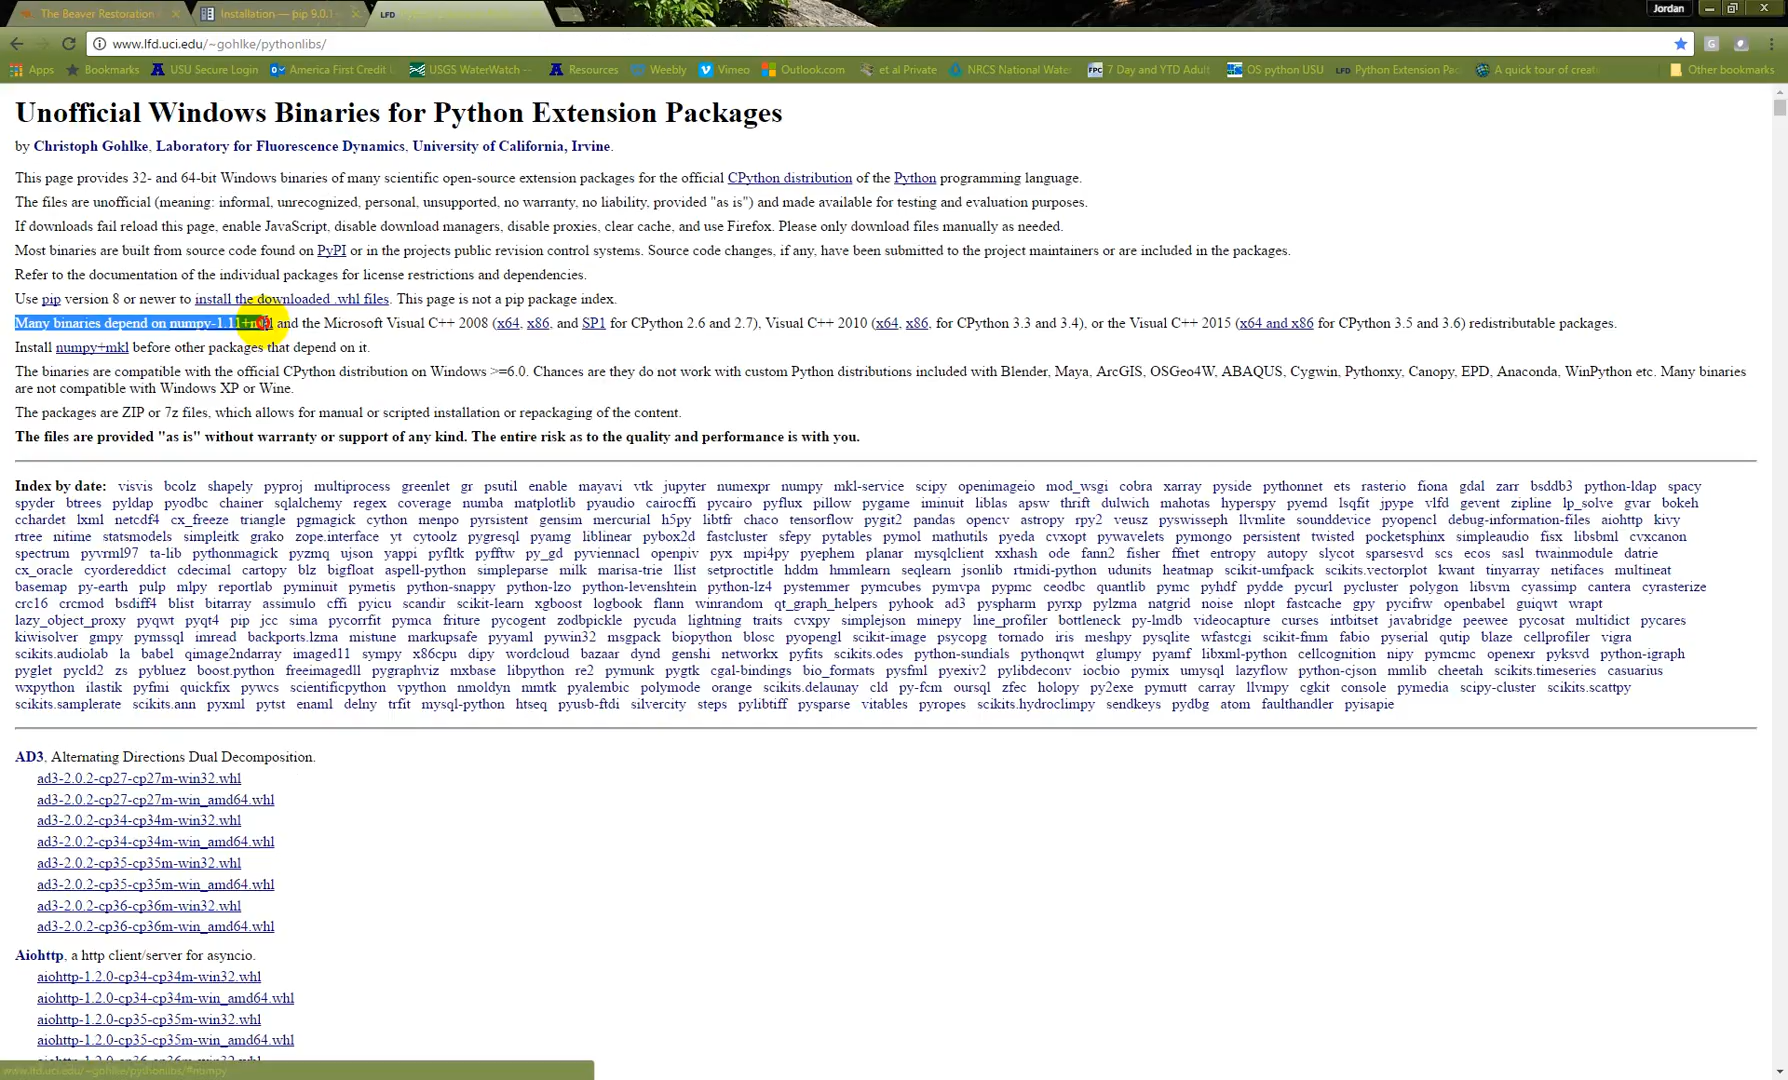 The Beaver Restoration
Installation — pip 9.0.1
LFD
Jordan
www.lfd.uci.edu/~gohlke/pythonlibs/
Apps Bookmarks USU Secure Login America First Credit USGS WaterWatch -- Resources Weebly Vimeo Outlook.com et al Private NRCS National Wate 7 Day and YTD Adult OS python USU Python Extension Pac A quick tour of creat Other bookmarks
Unofficial Windows Binaries for Python Extension Packages
by Christoph Gohlke, Laboratory for Fluorescence Dynamics, University of California, Irvine.
This page provides 32- and 64-bit Windows binaries of many scientific open-source extension packages for the official CPython distribution of the Python programming language.
The files are unofficial (meaning: informal, unrecognized, personal, unsupported, no warranty, no liability, provided "as is") and made available for testing and evaluation purposes.
If downloads fail reload this page, enable JavaScript, disable download managers, disable proxies, clear cache, and use Firefox. Please only download files manually as needed.
Most binaries are built from source code found on PyPI or in the projects public revision control systems. Source code changes, if any, have been submitted to the project maintainers or are included in the packages.
Refer to the documentation of the individual packages for license restrictions and dependencies.
Use pip version 8 or newer to install the downloaded .whl files. This page is not a pip package index.
Many binaries depend on numpy-1.11+mkl and the Microsoft Visual C++ 2008 (x64, x86, and SP1 for CPython 2.6 and 2.7), Visual C++ 2010 (x64, x86, for CPython 3.3 and 3.4), or the Visual C++ 2015 (x64 and x86 for CPython 3.5 and 3.6) redistributable packages.
Install numpy+mkl before other packages that depend on it.
The binaries are compatible with the official CPython distribution on Windows >=6.0. Chances are they do not work with custom Python distributions included with Blender, Maya, ArcGIS, OSGeo4W, ABAQUS, Cygwin, Pythonxy, Canopy, EPD, Anaconda, WinPython etc. Many binaries
are not compatible with Windows XP or Wine.
The packages are ZIP or 7z files, which allows for manual or scripted installation or repackaging of the content.
The files are provided "as is" without warranty or support of any kind. The entire risk as to the quality and performance is with you.
Index by date: visvis bcolz shapely pyproj multiprocess greenlet gr psutil enable mayavi vtk jupyter numexpr numpy mkl-service scipy openimageio mod_wsgi cobra xarray pyside pythonnet ets rasterio fiona gdal zarr bsddb3 python-ldap spacy
spyder btrees pyldap pyodbc chainer sqlalchemy regex coverage numba matplotlib pyaudio cairocffi pycairo pyflux pillow pygame iminuit liblas apsw thrift dulwich mahotas hyperspy pyemd lsqfit jpype vlfd gevent zipline lp_solve gvar bokeh
cchardet lxml netcdf4 cx_freeze triangle pgmagick cython menpo pyrsistent gensim mercurial h5py libtfr chaco tensorflow pygit2 pandas opencv astropy rpy2 veusz pyswisseph llvmlite sounddevice pyopencl debug-information-files aiohttp kivy
rtree nitime statsmodels simpleitk grako zope.interface yt cytoolz pygresql pyamg liblinear pybox2d fastcluster sfepy pytables pymol mathutils pyeda cvxopt pywavelets pymongo persistent twisted pocketsphinx simpleaudio fisx libsbml cvxcanon
spectrum pyvrml97 ta-lib pythonmagick pyzmq ujson yappi pyfltk pyfftw py_gd pyviennacl openpiv pyx mpi4py pyephem planar mysqlclient xxhash ode fann2 fisher ffnet entropy autopy slycot sparsesvd scs ecos sasl twainmodule datrie
cx_oracle cyordereddict cdecimal cartopy blz bigfloat aspell-python simpleparse milk marisa-trie llist setproctitle hddm hmmlearn seqlearn jsonlib rtmidi-python udunits heatmap scikit-umfpack scikits.vectorplot kwant tinyarray netifaces multineat
basemap py-earth pulp mlpy reportlab pyminuit pymetis python-snappy python-lzo python-levenshtein python-lz4 pystemmer pymcubes pymvpa pypmc ceodbc quantlib pymc pyhdf pydde pycurl pycluster polygon libsvm cyassimp cantera cyrasterize
crc16 crcmod bsdiff4 blist bitarray assimulo cffi pyicu scandir scikit-learn xgboost logbook flann winrandom qt_graph_helpers pyhook ad3 pyspharm pyrxp pylzma natgrid noise nlopt fastcache gpy pycifrw openbabel guiqwt wrapt
lazy_object_proxy pyqwt pyqt4 pip jcc sima pycorrfit pymca friture pycogent zodbpickle pycuda lightning traits cvxpy simplejson minepy line_profiler bottleneck py-lmdb videocapture curses intbitset javabridge peewee pycosat multidict pycares
kiwisolver gmpy pymssql imread backports.lzma mistune markupsafe pyyaml pywin32 msgpack biopython blosc pyopengl scikit-image psycopg tornado iris meshpy pysqlite wfastcgi scikit-fmm fabio pyserial qutip blaze cellprofiler vigra
scikits.audiolab la babel qimage2ndarray imaged11 sympy x86cpu dipy wordcloud bazaar dynd genshi networkx pyfits scikits.odes python-sundials pythonqwt glumpy pyamf libxml-python cellcognition nipy pymcmc openexr pyksvd python-igraph
pyglet pycld2 zs pybluez boost.python freeimagedll pygraphviz mxbase libpython re2 pymunk pygtk cgal-bindings bio_formats pysfml pyexiv2 pylibdeconv iocbio pymix umysql lazyflow python-cjson mmlib cheetah scikits.timeseries casuarius
wxpython ilastik pyfmi quickfix pywcs scientificpython vpython nmoldyn mmtk pyalembic polymode orange scikits.delaunay cld py-fcm oursql zfec holopy py2exe pymutt carray llvmpy cgkit console pymedia scipy-cluster scikits.scattpy
scikits.samplerate scikits.ann pyxml pytst enaml delny trfit mysql-python htseq pyusb-ftdi silvercity steps pylibtiff pysparse vitables pyropes scikits.hydroclimpy sendkeys pydbg atom faulthandler pyisapie
AD3, Alternating Directions Dual Decomposition.
ad3-2.0.2-cp27-cp27m-win32.whl
ad3-2.0.2-cp27-cp27m-win_amd64.whl
ad3-2.0.2-cp34-cp34m-win32.whl
ad3-2.0.2-cp34-cp34m-win_amd64.whl
ad3-2.0.2-cp35-cp35m-win32.whl
ad3-2.0.2-cp35-cp35m-win_amd64.whl
ad3-2.0.2-cp36-cp36m-win32.whl
ad3-2.0.2-cp36-cp36m-win_amd64.whl
Aiohttp, a http client/server for asyncio.
aiohttp-1.2.0-cp34-cp34m-win32.whl
aiohttp-1.2.0-cp34-cp34m-win_amd64.whl
aiohttp-1.2.0-cp35-cp35m-win32.whl
aiohttp-1.2.0-cp35-cp35m-win_amd64.whl
aiohttp-1.2.0-cp36-cp36m-win32.whl
www.lfd.uci.edu/~gohlke/pythonlibs/#numpy